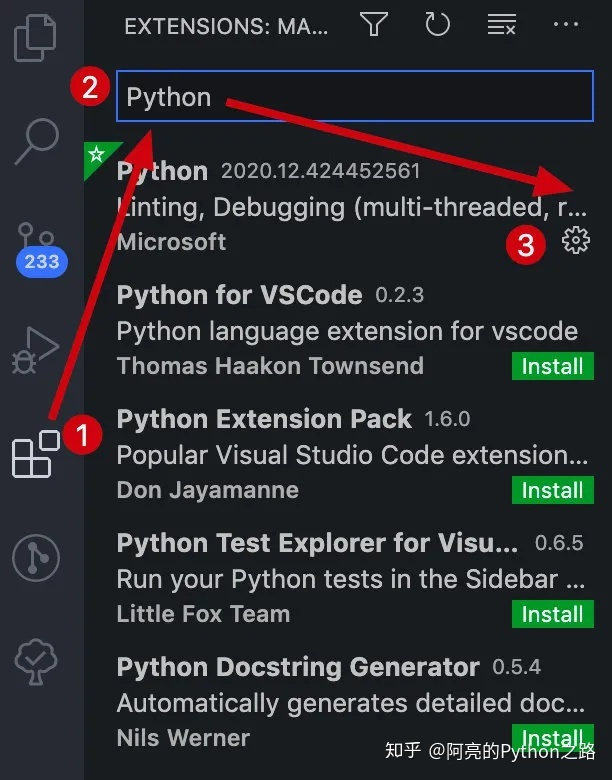 EXTENSIONS: MA...
2 Python
Python 2020.12.424452561
Linting, Debugging (multi-threaded, r...
Microsoft 3
233
Python for VSCode 0.2.3
Python language extension for vscode
Thomas Haakon Townsend Install
1
Python Extension Pack 1.6.0
Popular Visual Studio Code extension...
Don Jayamanne Install
Python Test Explorer for Visu... 0.6.5
Run your Python tests in the Sidebar ...
Little Fox Team Install
Python Docstring Generator 0.5.4
Automatically generates detailed doc...
Nils Werner Install
知乎 @阿亮的Python之路